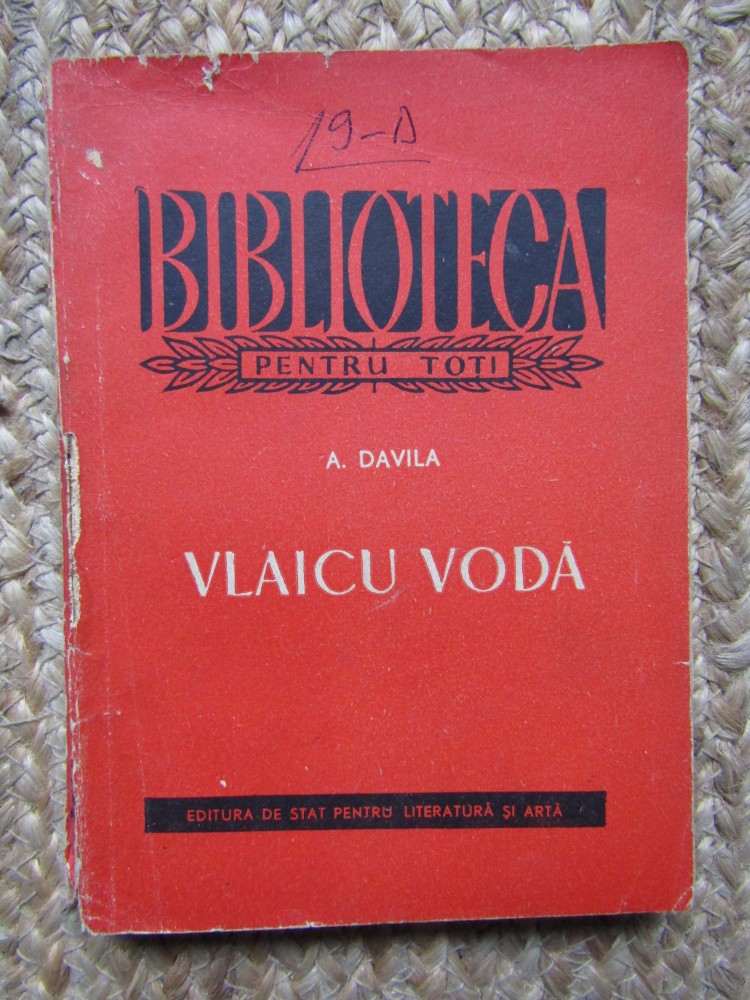 19-D
BIBLIOTECA
PENTRU TOȚI
A. DAVILA
VLAICU VODĂ
EDITURA DE STAT PENTRU LITERATURĂ ȘI ARTĂ